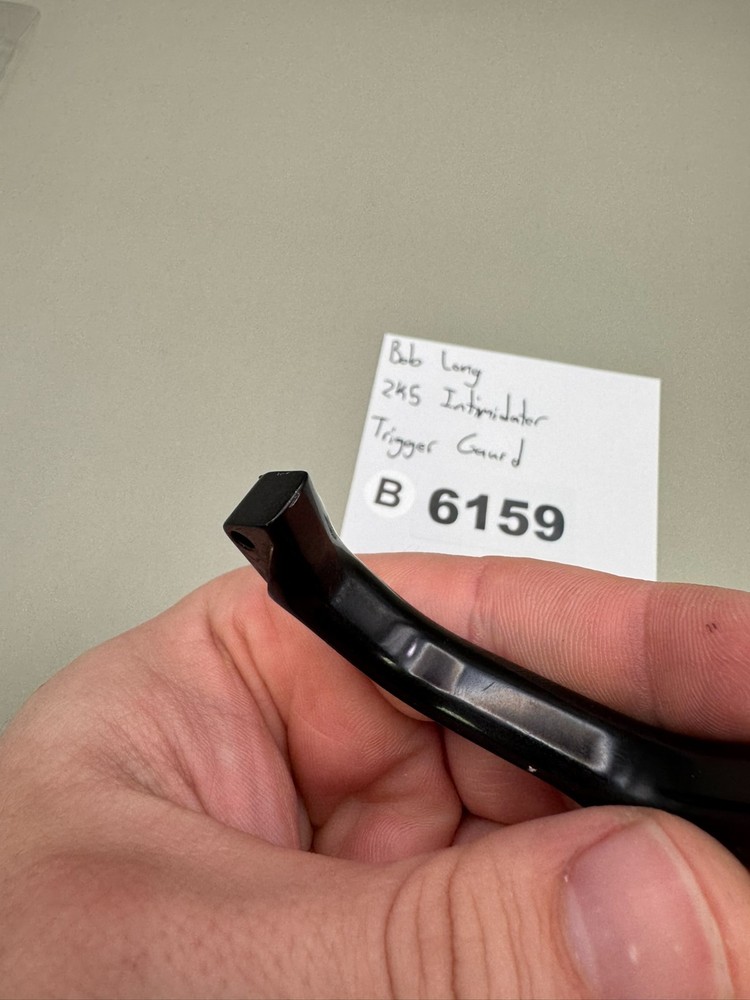 Bob Long
2K5 Intimidator
Trigger Gaurd
B 6159